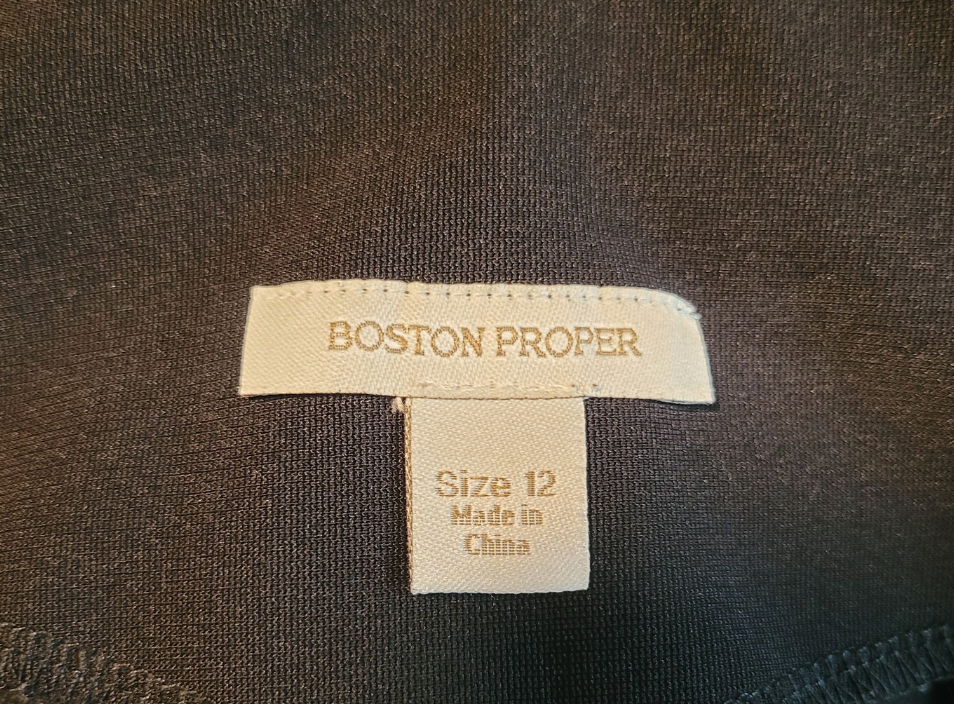 BOSTON PROPER
Size 12
Made in
China